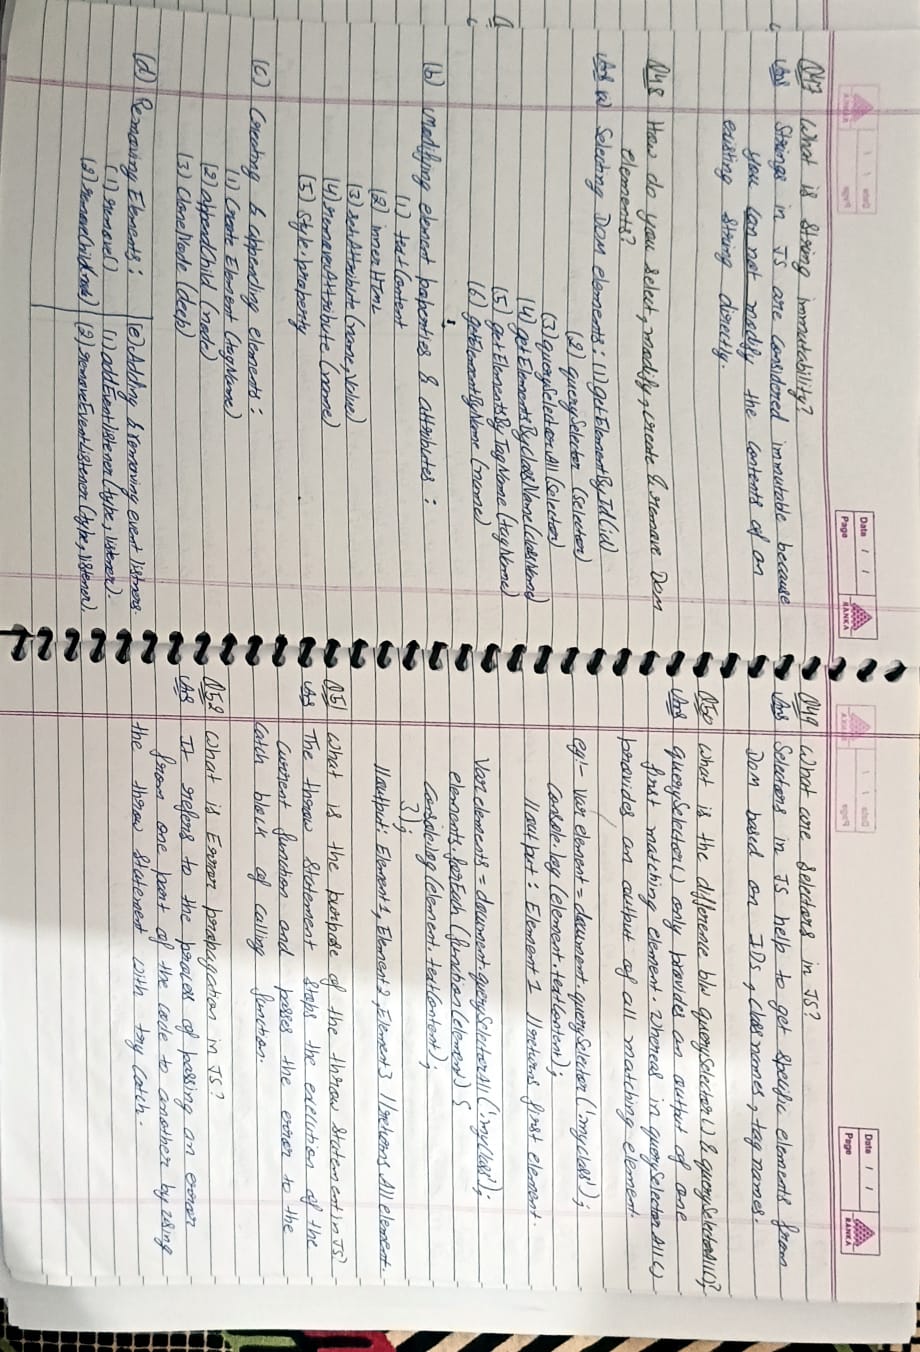 Date / /
Page
RANKA
Q47 What is string immutability?
Ans Strings in JS are considered immutable because
you can not modify the contents of an
existing string directly.
Q48 How do you select, modify, create & remove Dom
elements?
Ans (a) Selecting Dom elements: (1) getElementById(id)
(2) querySelector (selector)
(3) querySelectorAll (selector)
(4) getElementsByClassName(className)
(5) getElementsByTagName (tagName)
(6) getElementsByName (name)
(b) Modifying element properties & attributes :
(1) textContent
(2) innerHTML
(3) setAttribute (name, value)
(4) removeAttribute (name)
(5) style.property
(c) Creating & appending elements :
(1) Create Element (tagName)
(2) appendChild (node)
(3) CloneNode (deep)
(d) Removing Elements :
(1) remove()
(2) removeChild(node)
(e) Adding & removing event listners.
(1) addEventListener (type, listener).
(2) removeEventListener (type, listener).
Date / /
Page
RANKA
Q49 What are selectors in JS?
Ans Selectors in JS help to get specific elements from
Dom based on IDs, class names, tag names.
Q50 What is the difference b/w querySelector() & querySelectorAll()?
Ans querySelector() only provides an output of one
first matching element. Whereas in querySelectorAll()
provides an output of all matching element.
eg:- Var element = document.querySelector('.myclass');
Console.log (element.textContent);
//output : Element 1 //returns first element.
Var elements = document.querySelectorAll('.myclass');
elements.forEach (function(element) {
Console.log (element.textContent);
});
//output: Element 1, Element 2, Element 3 //returns All element.
Q51 What is the purpose of the throw statement in JS?
Ans The throw statement stops the execution of the
current function and passes the error to the
catch block of calling function.
Q52 What is Error propagation in JS?
Ans It refers to the process of passing an error
from one part of the code to another by using
the throw statement with try catch.